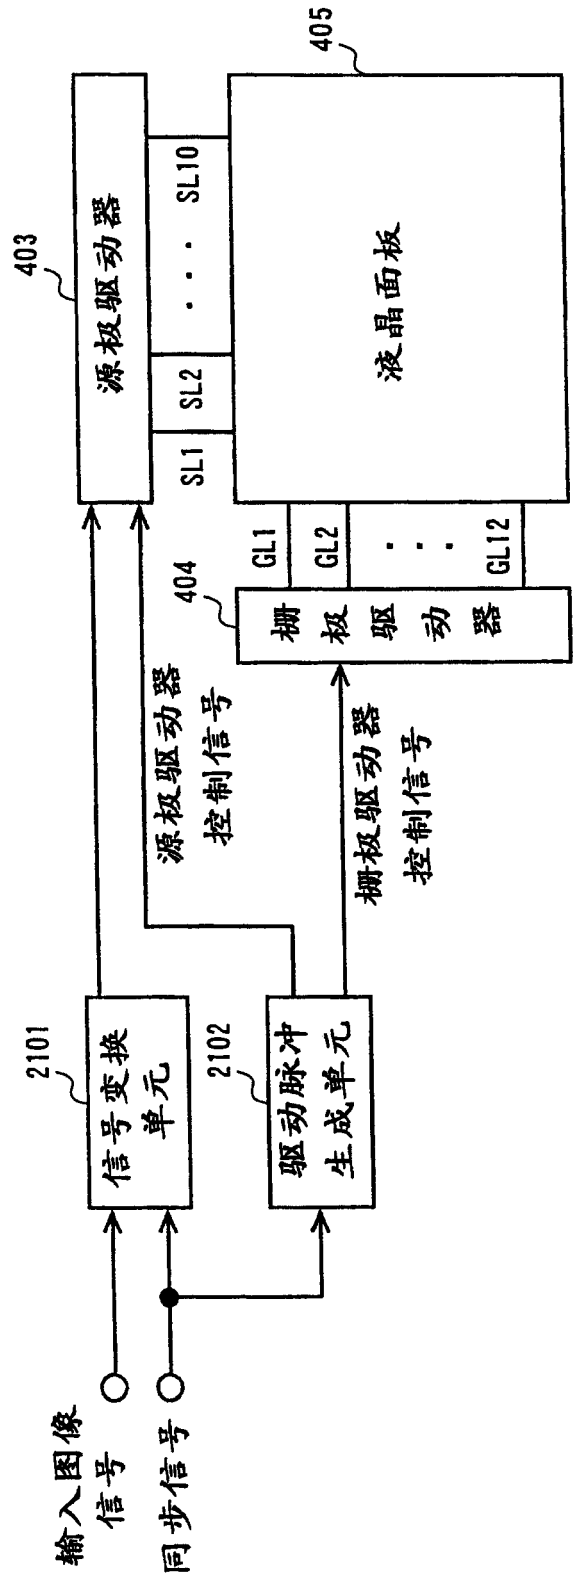 输入图像
信号
同步信号
2101
信号变换
单元
2102
驱动脉冲
生成单元
源极驱动器
控制信号
栅极驱动器
控制信号
403
源极驱动器
404
栅极驱动器
SL1
SL2
· · ·
SL10
GL1
GL2
· · ·
GL12
405
液晶面板